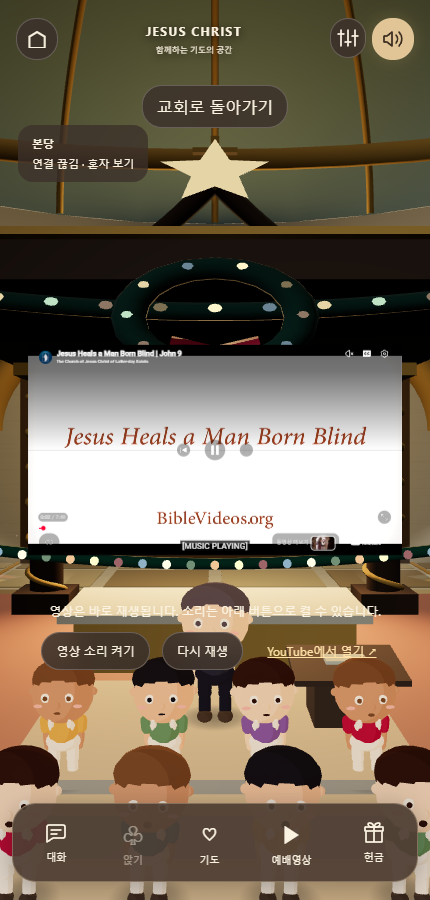 JESUS CHRIST
함께하는 기도의 공간
교회로 돌아가기
본당
연결 끊김 · 혼자 보기
Jesus Heals a Man Born Blind | John 9
The Church of Jesus Christ of Latter-day Saints
Jesus Heals a Man Born Blind
BibleVideos.org
[MUSIC PLAYING]
영상은 바로 재생됩니다. 소리는 아래 버튼으로 켤 수 있습니다.
영상 소리 켜기
다시 재생
YouTube에서 열기 ↗
대화
앉기
기도
예배영상
헌금